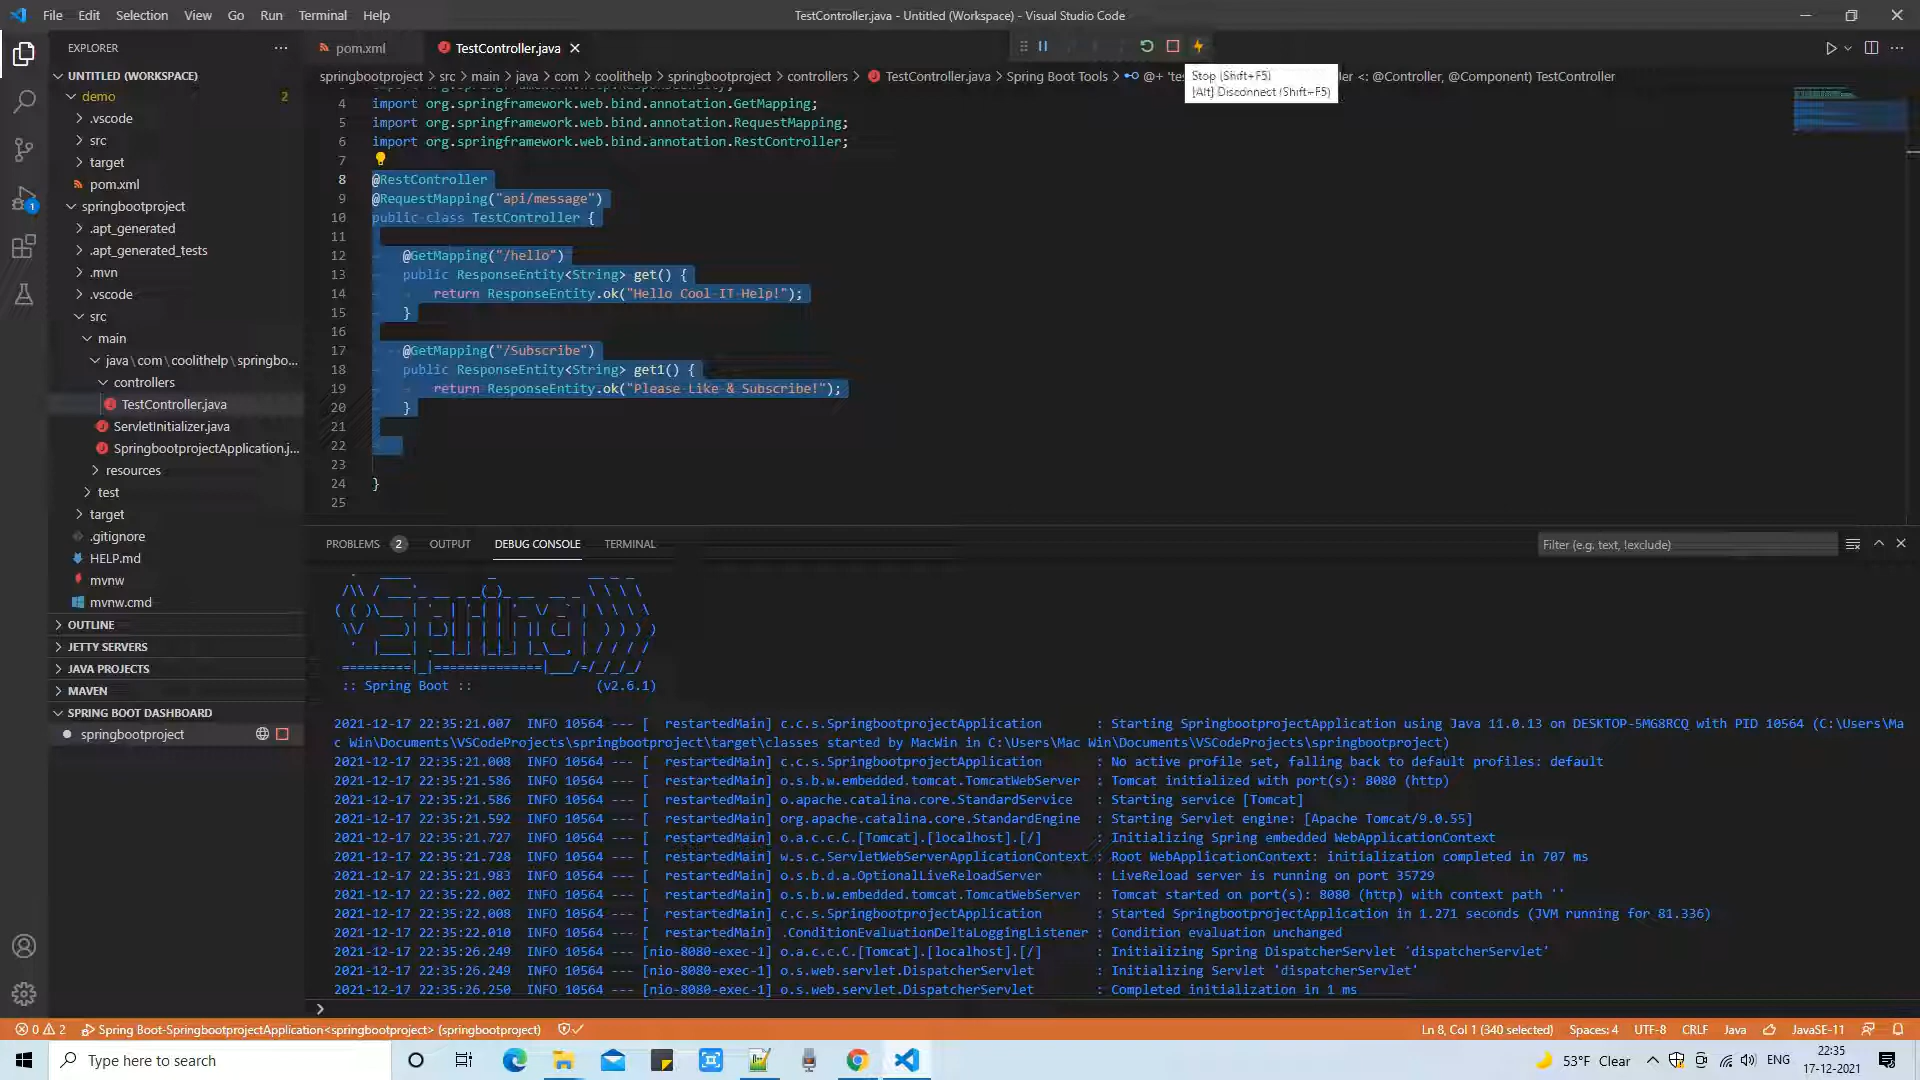 File Edit Selection View Go Run Terminal Help
TestController.java - Untitled (Workspace) - Visual Studio Code
EXPLORER
UNTITLED (WORKSPACE)
demo 2
.vscode
src
target
pom.xml
springbootproject
.apt_generated
.apt_generated_tests
.mvn
.vscode
src
main
java\com\coolithelp\springbo...
controllers
TestController.java
ServletInitializer.java
SpringbootprojectApplication.j...
resources
test
target
.gitignore
HELP.md
mvnw
mvnw.cmd
OUTLINE
JETTY SERVERS
JAVA PROJECTS
MAVEN
SPRING BOOT DASHBOARD
springbootproject
1
pom.xml
TestController.java
springbootproject > src > main > java > com > coolithelp > springbootproject > controllers > TestController.java > Spring Boot Tools > @+ 'tes
<: @Controller, @Component) TestController
Stop (Shift+F5)
[Alt] Disconnect (Shift+F5)
4 import org.springframework.web.bind.annotation.GetMapping;
5 import org.springframework.web.bind.annotation.RequestMapping;
6 import org.springframework.web.bind.annotation.RestController;
7
8 @RestController
9 @RequestMapping("api/message")
10 public class TestController {
11
12 @GetMapping("/hello")
13 public ResponseEntity<String> get() {
14 return ResponseEntity.ok("Hello Cool IT Help!");
15 }
16
17 @GetMapping("/Subscribe")
18 public ResponseEntity<String> get1() {
19 return ResponseEntity.ok("Please Like & Subscribe!");
20 }
21
22
23
24 }
25
PROBLEMS 2 OUTPUT DEBUG CONSOLE TERMINAL
Filter (e.g. text, !exclude)
:: Spring Boot :: (v2.6.1)
2021-12-17 22:35:21.007 INFO 10564 --- [ restartedMain] c.c.s.SpringbootprojectApplication : Starting SpringbootprojectApplication using Java 11.0.13 on DESKTOP-5MG8RCQ with PID 10564 (C:\Users\Ma
c Win\Documents\VSCodeProjects\springbootproject\target\classes started by MacWin in C:\Users\Mac Win\Documents\VSCodeProjects\springbootproject)
2021-12-17 22:35:21.008 INFO 10564 --- [ restartedMain] c.c.s.SpringbootprojectApplication : No active profile set, falling back to default profiles: default
2021-12-17 22:35:21.586 INFO 10564 --- [ restartedMain] o.s.b.w.embedded.tomcat.TomcatWebServer : Tomcat initialized with port(s): 8080 (http)
2021-12-17 22:35:21.586 INFO 10564 --- [ restartedMain] o.apache.catalina.core.StandardService : Starting service [Tomcat]
2021-12-17 22:35:21.592 INFO 10564 --- [ restartedMain] org.apache.catalina.core.StandardEngine : Starting Servlet engine: [Apache Tomcat/9.0.55]
2021-12-17 22:35:21.727 INFO 10564 --- [ restartedMain] o.a.c.c.C.[Tomcat].[localhost].[/] : Initializing Spring embedded WebApplicationContext
2021-12-17 22:35:21.728 INFO 10564 --- [ restartedMain] w.s.c.ServletWebServerApplicationContext : Root WebApplicationContext: initialization completed in 707 ms
2021-12-17 22:35:21.983 INFO 10564 --- [ restartedMain] o.s.b.d.a.OptionalLiveReloadServer : LiveReload server is running on port 35729
2021-12-17 22:35:22.002 INFO 10564 --- [ restartedMain] o.s.b.w.embedded.tomcat.TomcatWebServer : Tomcat started on port(s): 8080 (http) with context path ''
2021-12-17 22:35:22.008 INFO 10564 --- [ restartedMain] c.c.s.SpringbootprojectApplication : Started SpringbootprojectApplication in 1.271 seconds (JVM running for 81.336)
2021-12-17 22:35:22.010 INFO 10564 --- [ restartedMain] .ConditionEvaluationDeltaLoggingListener : Condition evaluation unchanged
2021-12-17 22:35:26.249 INFO 10564 --- [nio-8080-exec-1] o.a.c.c.C.[Tomcat].[localhost].[/] : Initializing Spring DispatcherServlet 'dispatcherServlet'
2021-12-17 22:35:26.249 INFO 10564 --- [nio-8080-exec-1] o.s.web.servlet.DispatcherServlet : Initializing Servlet 'dispatcherServlet'
2021-12-17 22:35:26.250 INFO 10564 --- [nio-8080-exec-1] o.s.web.servlet.DispatcherServlet : Completed initialization in 1 ms
0 2 Spring Boot-SpringbootprojectApplication<springbootproject> (springbootproject)
Ln 8, Col 1 (340 selected) Spaces: 4 UTF-8 CRLF Java JavaSE-11
Type here to search
53°F Clear ENG 22:35
17-12-2021